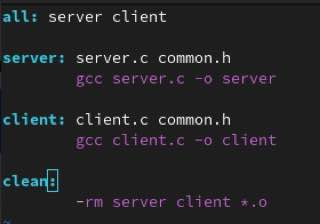 all: server client
server: server.c common.h
gcc server.c -o server
client: client.c common.h
gcc client.c -o client
clean:
-rm server client *.o
~